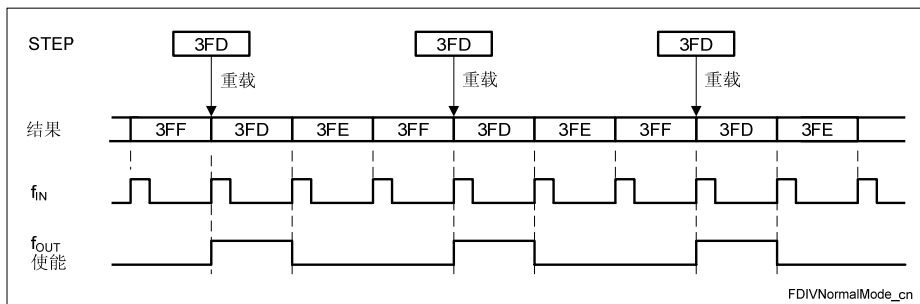 STEP 3FD 3FD 3FD
重载 重载 重载
结果 3FF 3FD 3FE 3FF 3FD 3FE 3FF 3FD 3FE
fIN
fOUT
使能
FDIVNormalMode_cn